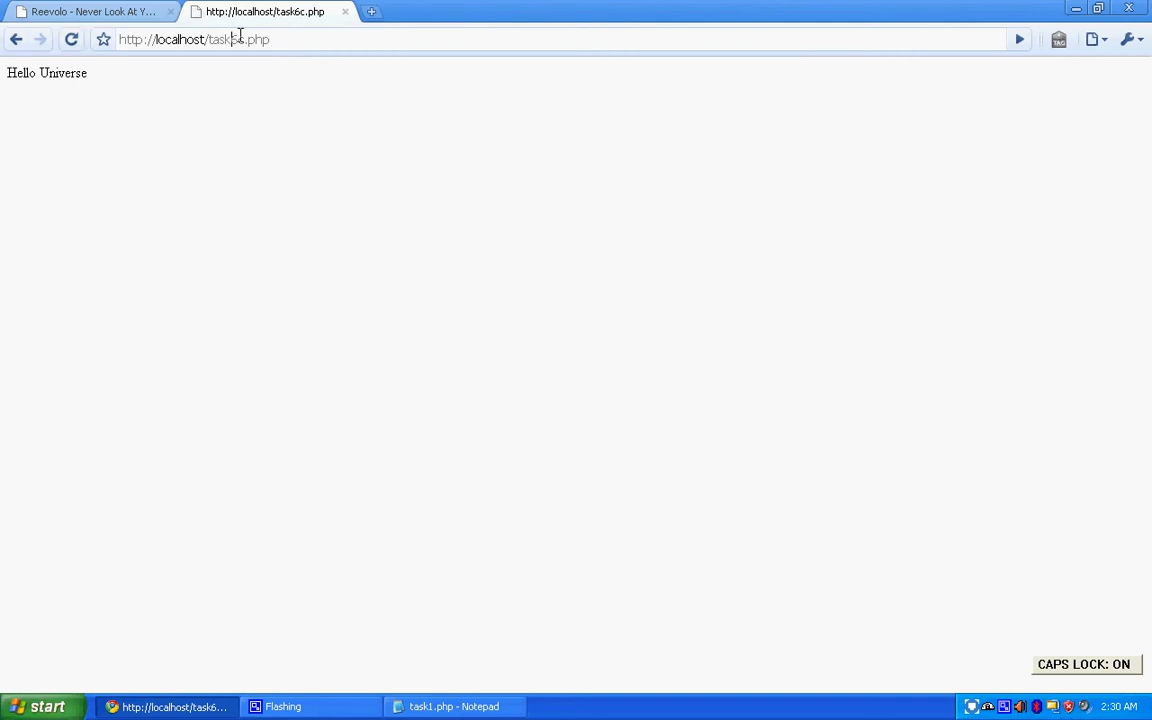 Reevolo - Never Look At Y...
http://localhost/task6c.php
http://localhost/task6c.php
TAG
Hello Universe
CAPS LOCK: ON
start
http://localhost/task6...
Flashing
task1.php - Notepad
2:30 AM